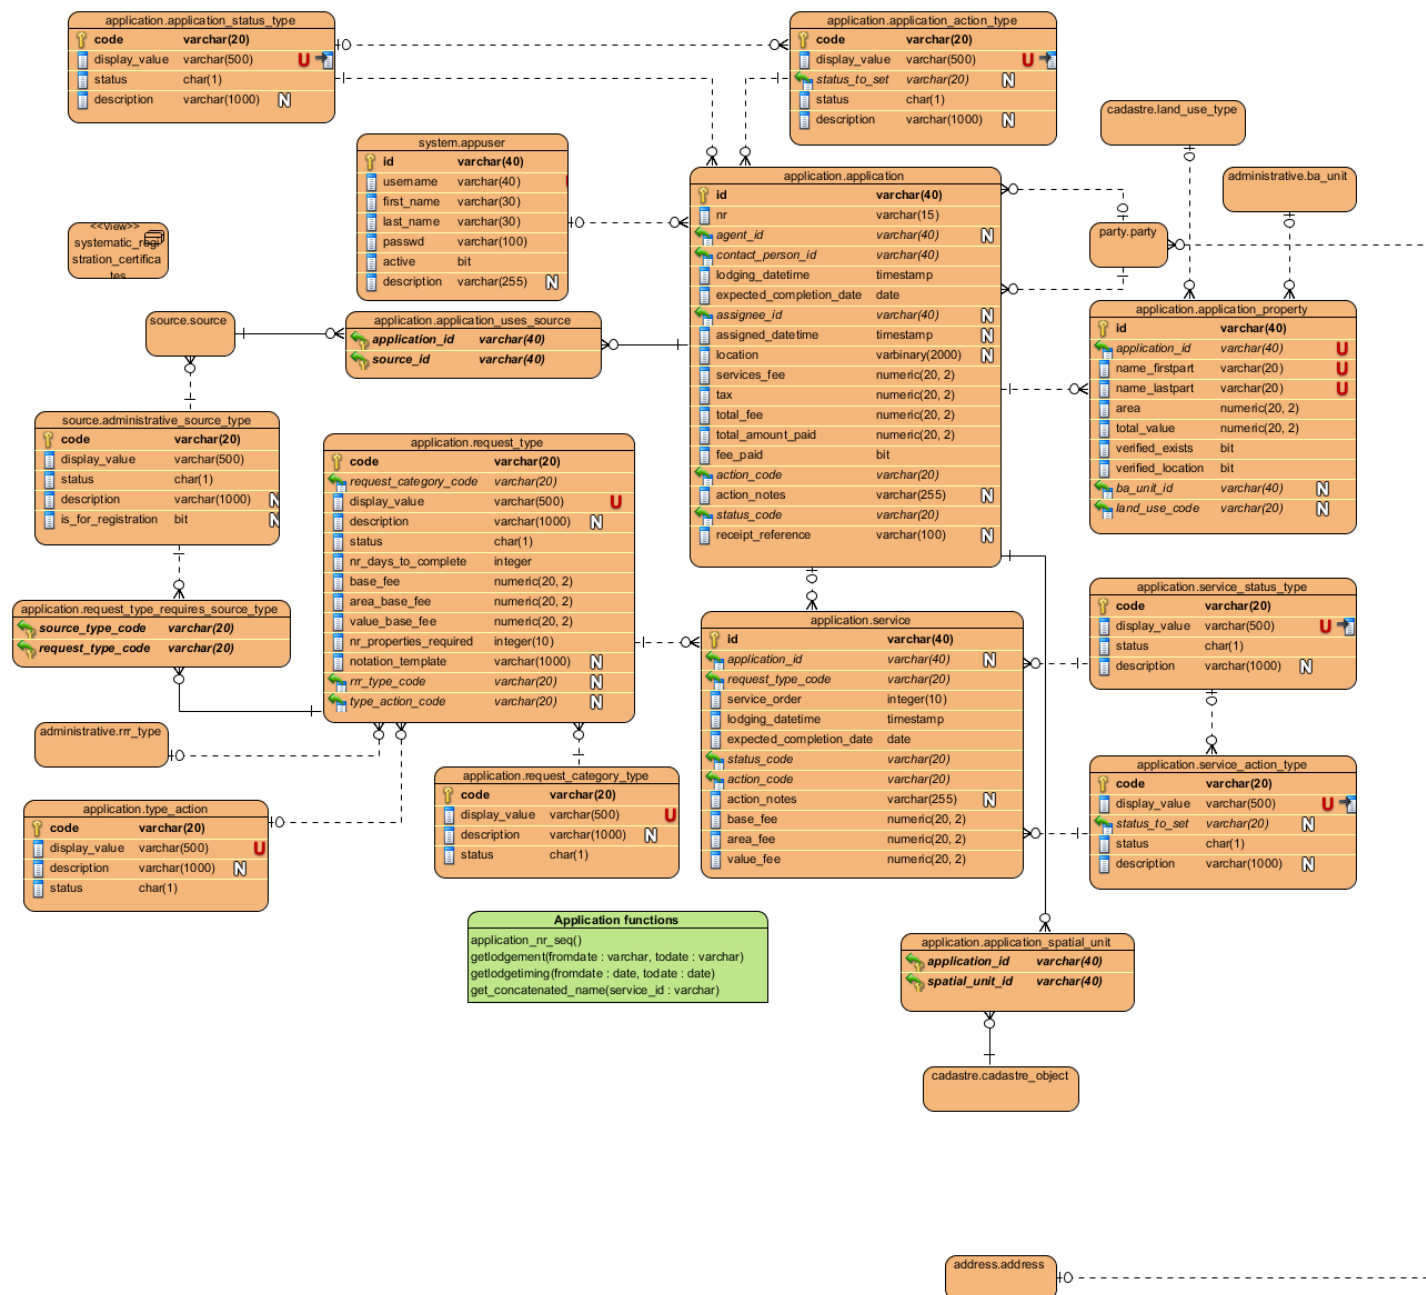 application.application_status_type
code varchar(20)
display_value varchar(500) U
status char(1)
description varchar(1000) N
application.application_action_type
code varchar(20)
display_value varchar(500) U
status_to_set varchar(20) N
status char(1)
description varchar(1000) N
cadastre.land_use_type
administrative.ba_unit
party.party
system.appuser
id varchar(40)
username varchar(40)
first_name varchar(30)
last_name varchar(30)
passwd varchar(100)
active bit
description varchar(255) N
<<View>>
systematic_regi
stration_certifica
tes
application.application
id varchar(40)
nr varchar(15)
agent_id varchar(40) N
contact_person_id varchar(40)
lodging_datetime timestamp
expected_completion_date date
assignee_id varchar(40) N
assigned_datetime timestamp N
location varbinary(2000) N
services_fee numeric(20, 2)
tax numeric(20, 2)
total_fee numeric(20, 2)
total_amount_paid numeric(20, 2)
fee_paid bit
action_code varchar(20)
action_notes varchar(255) N
status_code varchar(20)
receipt_reference varchar(100) N
application.application_property
id varchar(40)
application_id varchar(40) U
name_firstpart varchar(20) U
name_lastpart varchar(20) U
area numeric(20, 2)
total_value numeric(20, 2)
verified_exists bit
verified_location bit
ba_unit_id varchar(40) N
land_use_code varchar(20) N
source.source
application.application_uses_source
application_id varchar(40)
source_id varchar(40)
source.administrative_source_type
code varchar(20)
display_value varchar(500)
status char(1)
description varchar(1000) N
is_for_registration bit N
application.request_type
code varchar(20)
request_category_code varchar(20)
display_value varchar(500) U
description varchar(1000) N
status char(1)
nr_days_to_complete integer
base_fee numeric(20, 2)
area_base_fee numeric(20, 2)
value_base_fee numeric(20, 2)
nr_properties_required integer(10)
notation_template varchar(1000) N
rrr_type_code varchar(20) N
type_action_code varchar(20) N
application.request_type_requires_source_type
source_type_code varchar(20)
request_type_code varchar(20)
application.service
id varchar(40)
application_id varchar(40) N
request_type_code varchar(20)
service_order integer(10)
lodging_datetime timestamp
expected_completion_date date
status_code varchar(20)
action_code varchar(20)
action_notes varchar(255) N
base_fee numeric(20, 2)
area_fee numeric(20, 2)
value_fee numeric(20, 2)
application.service_status_type
code varchar(20)
display_value varchar(500) U
status char(1)
description varchar(1000) N
application.service_action_type
code varchar(20)
display_value varchar(500) U
status_to_set varchar(20) N
status char(1)
description varchar(1000) N
administrative.rrr_type
application.type_action
code varchar(20)
display_value varchar(500) U
description varchar(1000) N
status char(1)
application.request_category_type
code varchar(20)
display_value varchar(500) U
description varchar(1000) N
status char(1)
Application functions
application_nr_seq()
getlodgement(fromdate : varchar, todate : varchar)
getlodgetiming(fromdate : date, todate : date)
get_concatenated_name(service_id : varchar)
application.application_spatial_unit
application_id varchar(40)
spatial_unit_id varchar(40)
cadastre.cadastre_object
address.address